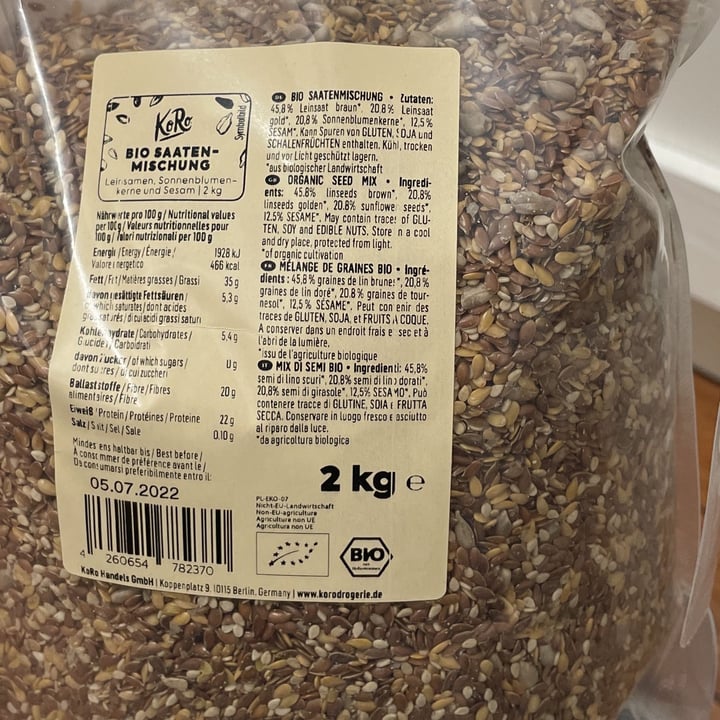 KoRo
Symbolbild
BIO SAATEN-
MISCHUNG
Leinsamen, Sonnenblumen-
kerne und Sesam | 2 kg
Nährwerte pro 100 g / Nutritional values
per 100g / Valeurs nutritionnelles pour
100 g / Valori nutrizionali per 100 g
Energie / Energy / Énergie / 1928 kJ
Valore energetico 466 kcal
Fett / Fat / Matières grasses / Grassi 35 g
davon gesättigte Fettsäuren / 5,3 g
of which saturates / dont acides
gras saturés / di cui acidi grassi saturi
Kohlenhydrate / Carbohydrates / 5,4 g
Glucides / Carboidrati
davon Zucker / of which sugars / 0 g
dont sucres / di cui zuccheri
Ballaststoffe / Fibre / Fibres 20 g
alimentaires / Fibre
Eiweiß / Protein / Protéines / Proteine 22 g
Salz / Salt / Sel / Sale 0,10 g
Mindestens haltbar bis / Best before /
À consommer de préférence avant le /
Da consumarsi preferibilmente entro il:
05.07.2022
4 260654 782370
KoRo Handels GmbH | Koppenplatz 9, 10115 Berlin, Germany | www.korodrogerie.de
DE BIO SAATENMISCHUNG • Zutaten:
45,8% Leinsaat braun*, 20,8% Leinsaat
gold*, 20,8% Sonnenblumenkerne*, 12,5%
SESAM*. Kann Spuren von GLUTEN, SOJA und
SCHALENFRÜCHTEN enthalten. Kühl, trocken
und vor Licht geschützt lagern.
*aus biologischer Landwirtschaft
GB ORGANIC SEED MIX • Ingredi-
ents: 45.8% linseeds brown*, 20.8%
linseeds golden*, 20.8% sunflower seeds*,
12.5% SESAME*. May contain traces of GLU-
TEN, SOY and EDIBLE NUTS. Store in a cool
and dry place, protected from light.
*of organic cultivation
FR MÉLANGE DE GRAINES BIO • Ingré-
dients : 45,8% graines de lin brune*, 20,8%
graines de lin doré*, 20,8% graines de tour-
nesol*, 12,5% SÉSAME*. Peut contenir des
traces de GLUTEN, SOJA, et FRUITS À COQUE.
À conserver dans un endroit frais et sec et à
l'abri de la lumière.
*issu de l'agriculture biologique
IT MIX DI SEMI BIO • Ingredienti: 45,8%
semi di lino scuri*, 20,8% semi di lino dorati*,
20,8% semi di girasole*, 12,5% SESAMO*. Può
contenere tracce di GLUTINE, SOIA e FRUTTA
SECCA. Conservare in luogo fresco e asciutto
al riparo dalla luce.
*da agricoltura biologica
2 kg e
PL-EKO-07
Nicht-EU-Landwirtschaft
Non-EU-agriculture
Agriculture non UE
Agricoltura non UE
BIO